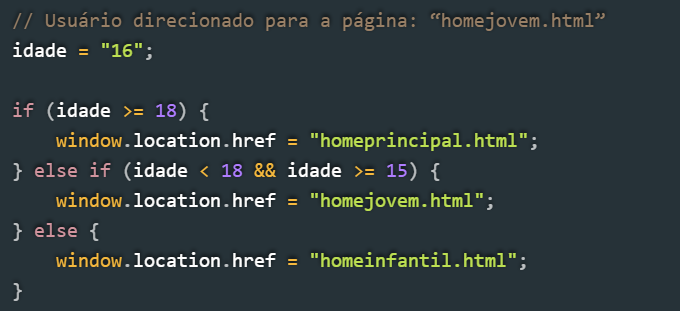 // Usuário direcionado para a página: “homejovem.html”
idade = "16";

if (idade >= 18) {
    window.location.href = "homeprincipal.html";
} else if (idade < 18 && idade >= 15) {
    window.location.href = "homejovem.html";
} else {
    window.location.href = "homeinfantil.html";
}